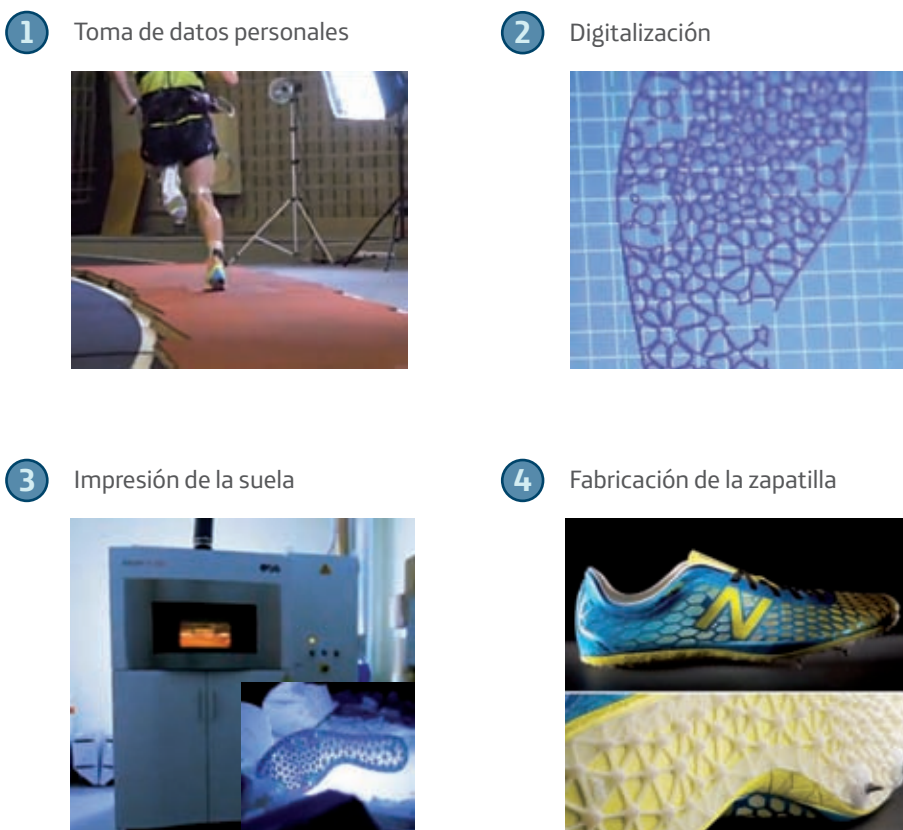 1 Toma de datos personales
2 Digitalización
3 Impresión de la suela
4 Fabricación de la zapatilla
N